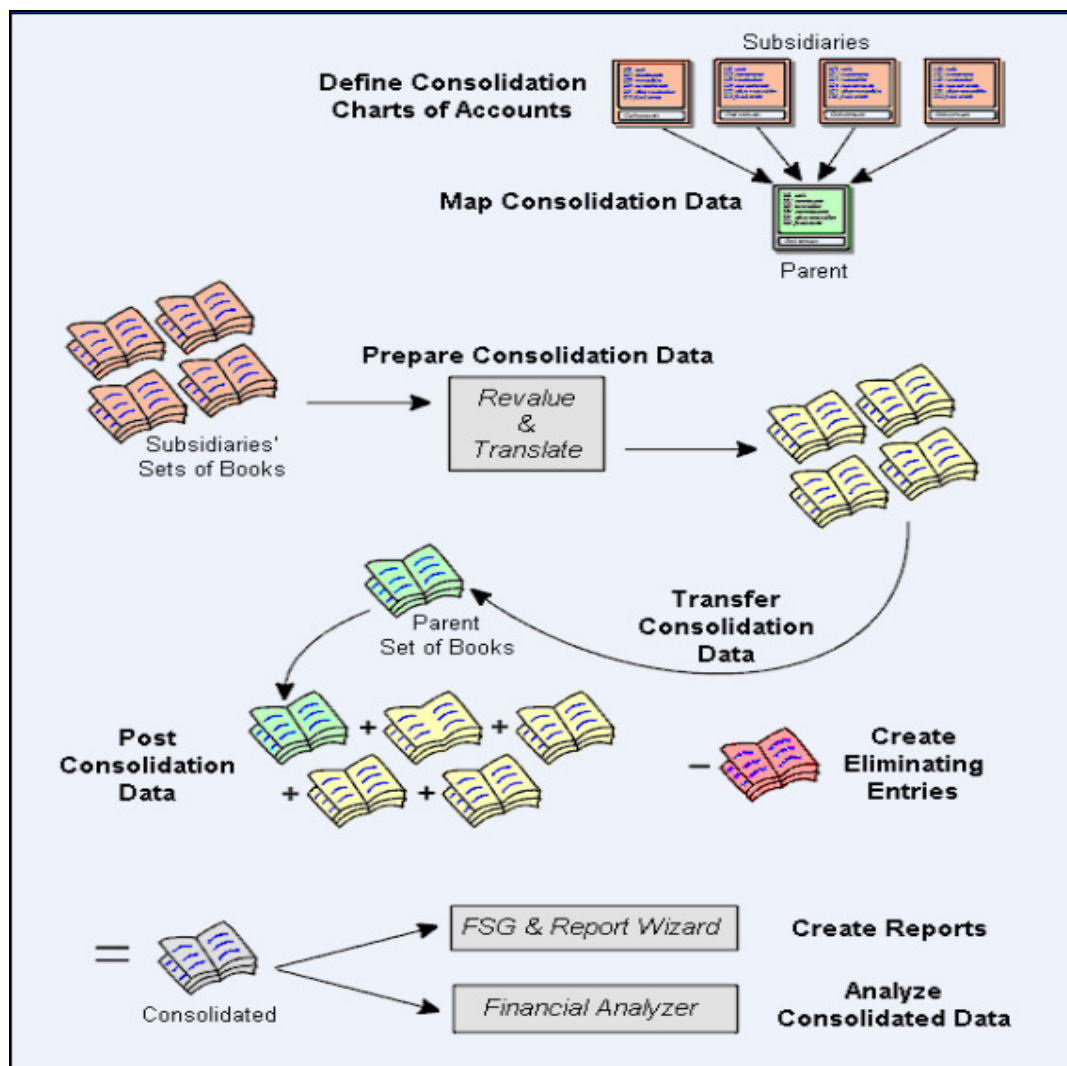 Subsidiaries
Define Consolidation
Charts of Accounts
Map Consolidation Data
Parent
Prepare Consolidation Data
Revalue
&
Translate
Subsidiaries'
Sets of Books
Parent
Set of Books
Transfer
Consolidation
Data
Post
Consolidation
Data
+
+
+
+
–
Create
Eliminating
Entries
=
Consolidated
FSG & Report Wizard
Create Reports
Financial Analyzer
Analyze
Consolidated Data